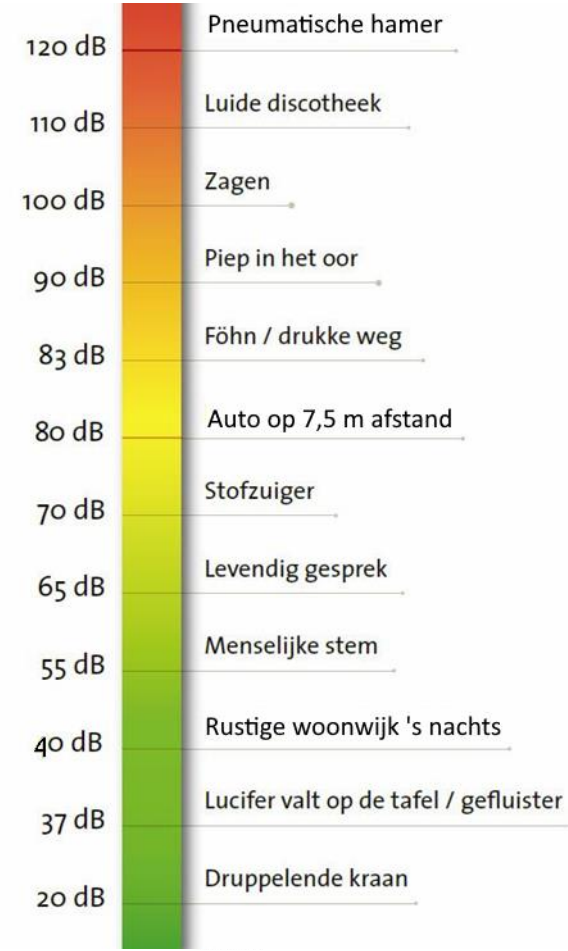 120 dB Pneumatische hamer
110 dB Luide discotheek
100 dB Zagen
90 dB Piep in het oor
83 dB Föhn / drukke weg
80 dB Auto op 7,5 m afstand
70 dB Stofzuiger
65 dB Levendig gesprek
55 dB Menselijke stem
40 dB Rustige woonwijk 's nachts
37 dB Lucifer valt op de tafel / gefluister
20 dB Druppelende kraan